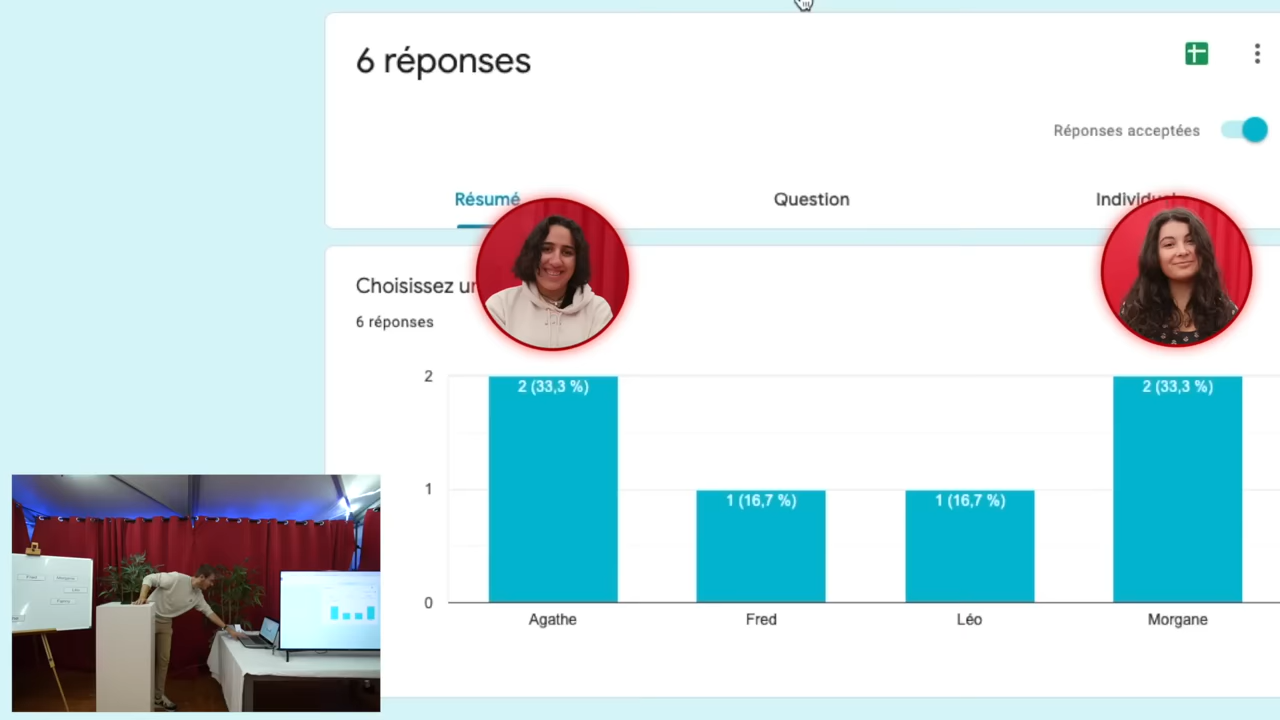 6 réponses
Réponses acceptées
Résumé
Question
Choisissez
6 réponses
2
2 (33,3 %)
2 (33,3 %)
1
1 (16,7 %)
1 (16,7 %)
0
Agathe
Fred
Léo
Morgane